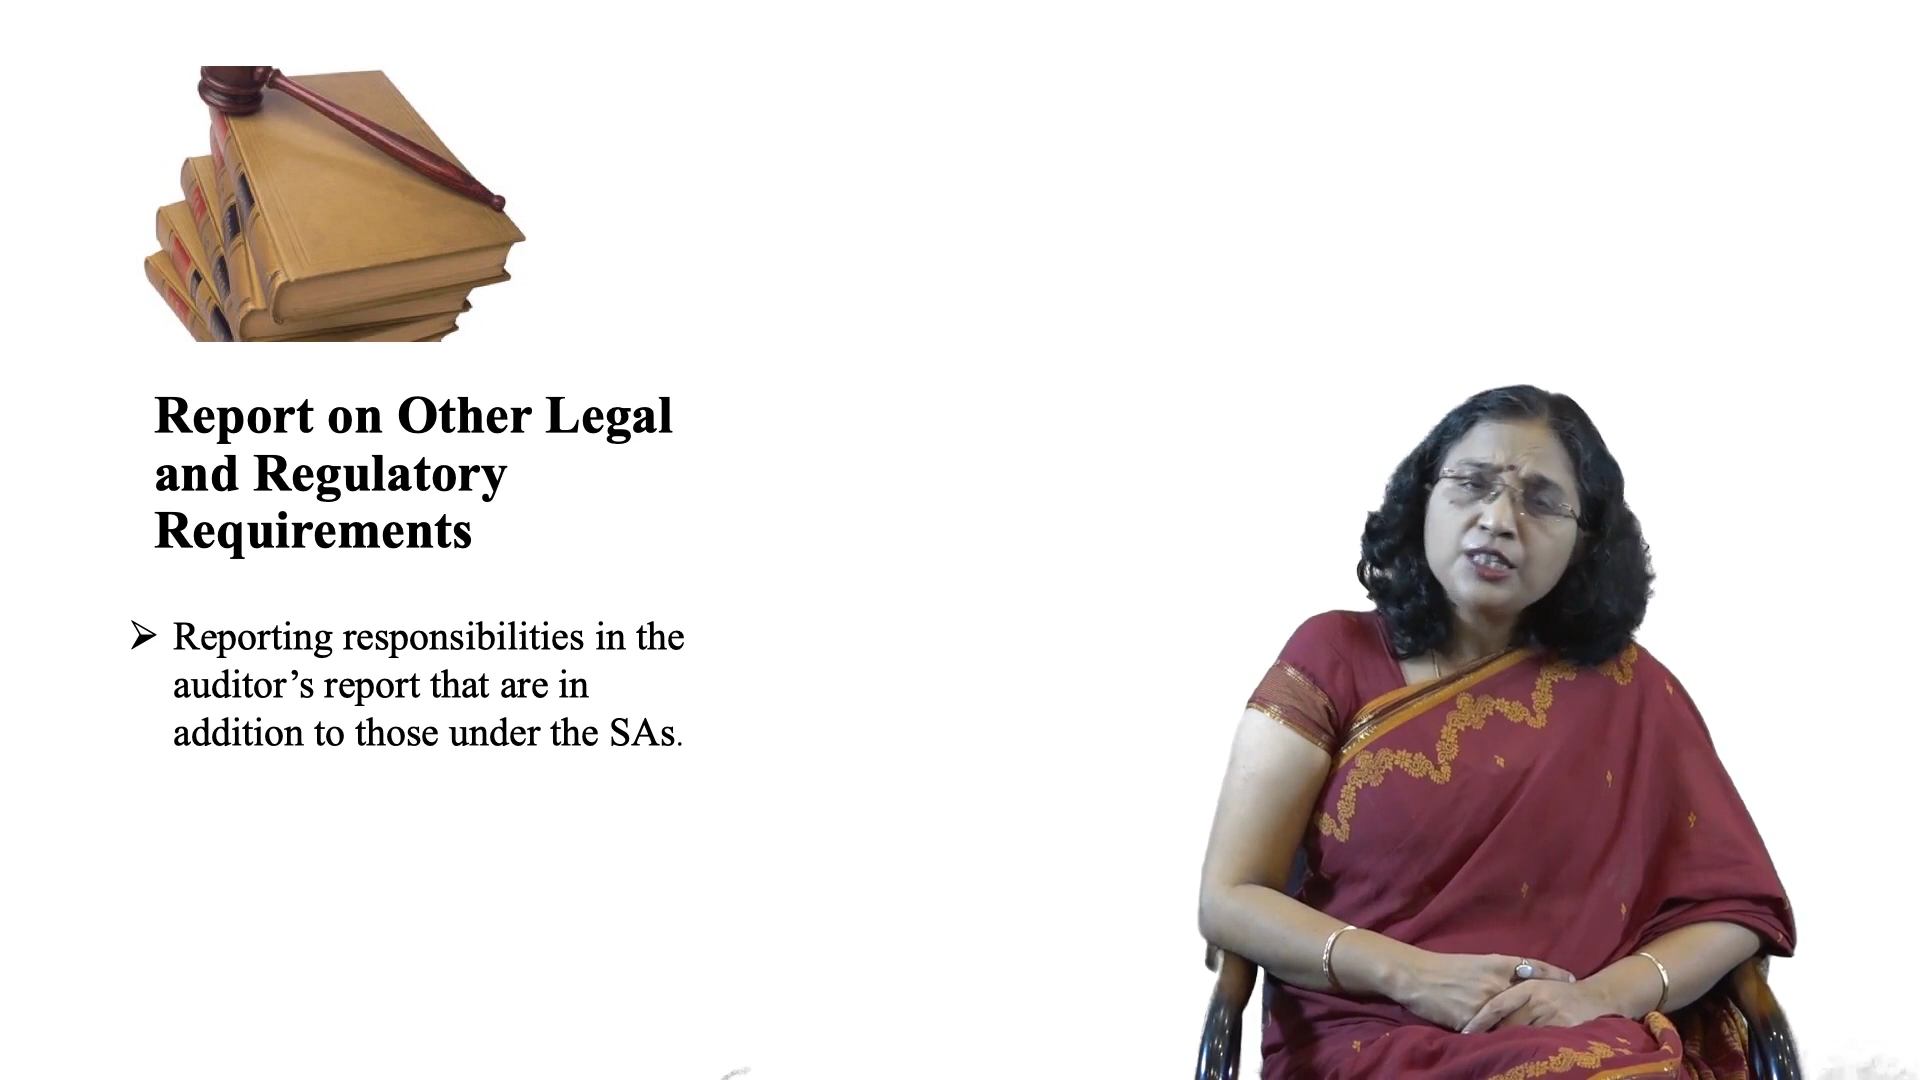 Report on Other Legal
and Regulatory
Requirements
➢ Reporting responsibilities in the
auditor’s report that are in
addition to those under the SAs.